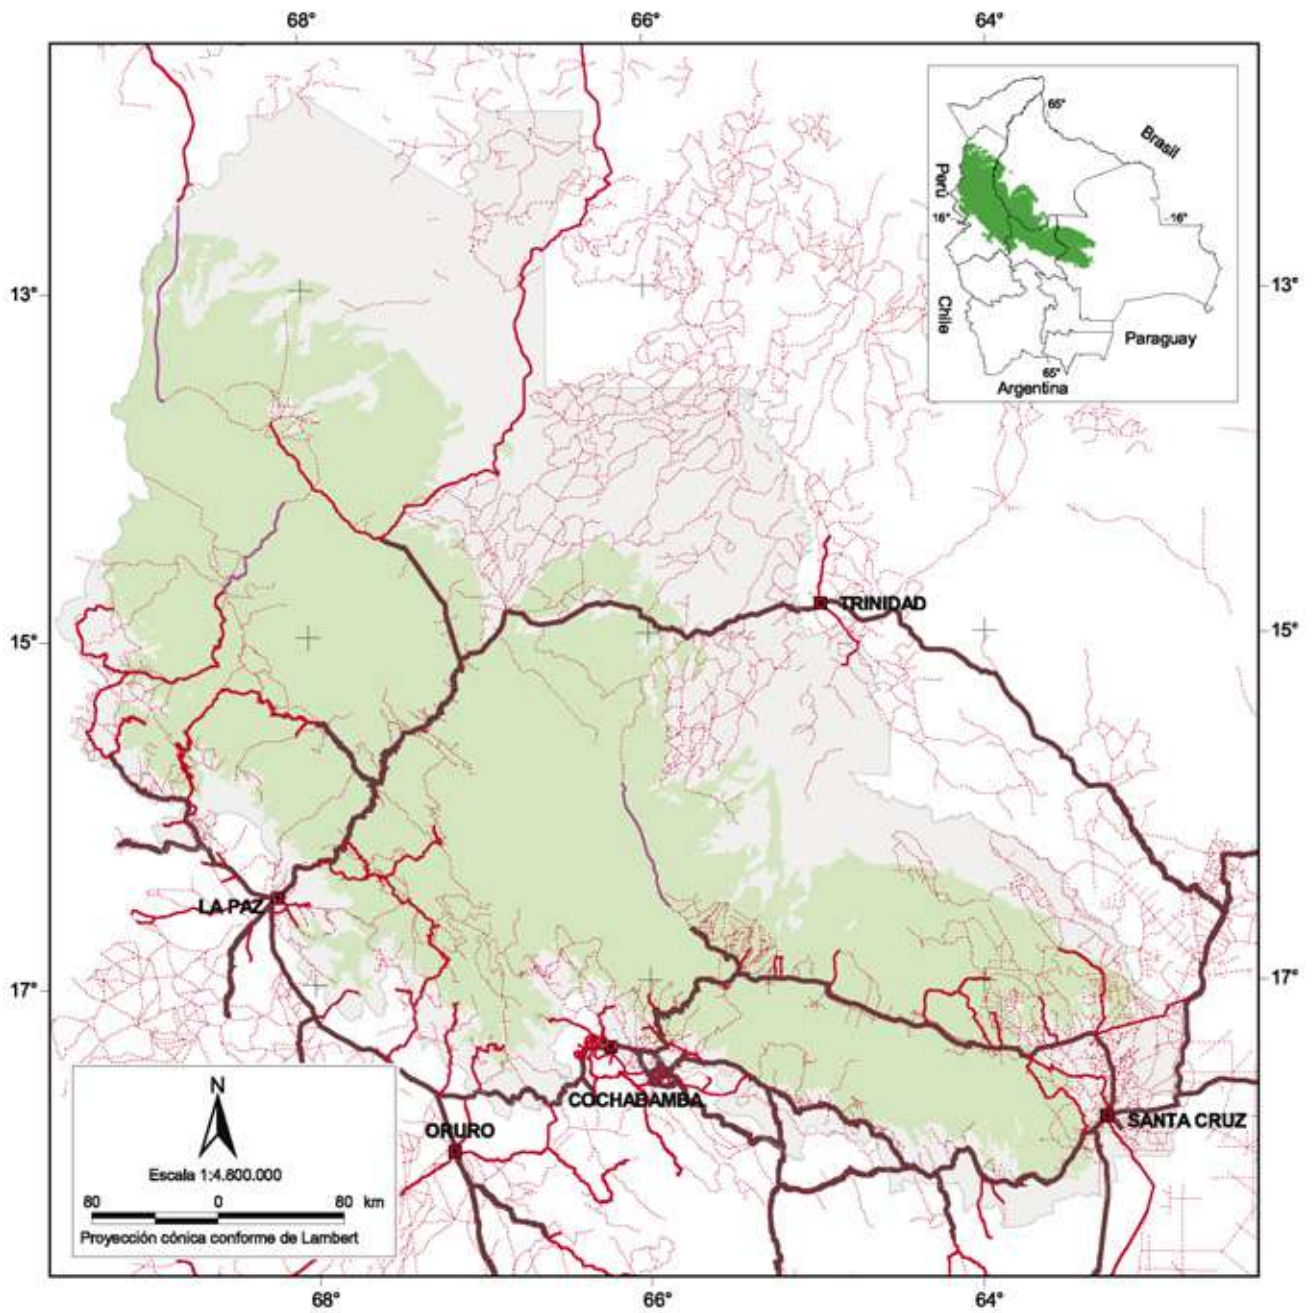 68°
66°
64°
65°
Brasil
Perú
16°
16°
Chile
Paraguay
65°
Argentina
13°
13°
TRINIDAD
15°
15°
LA PAZ
17°
17°
COCHABAMBA
SANTA CRUZ
ORURO
N
Escala 1:4.800.000
80 0 80 km
Proyección cónica conforme de Lambert
68°
66°
64°